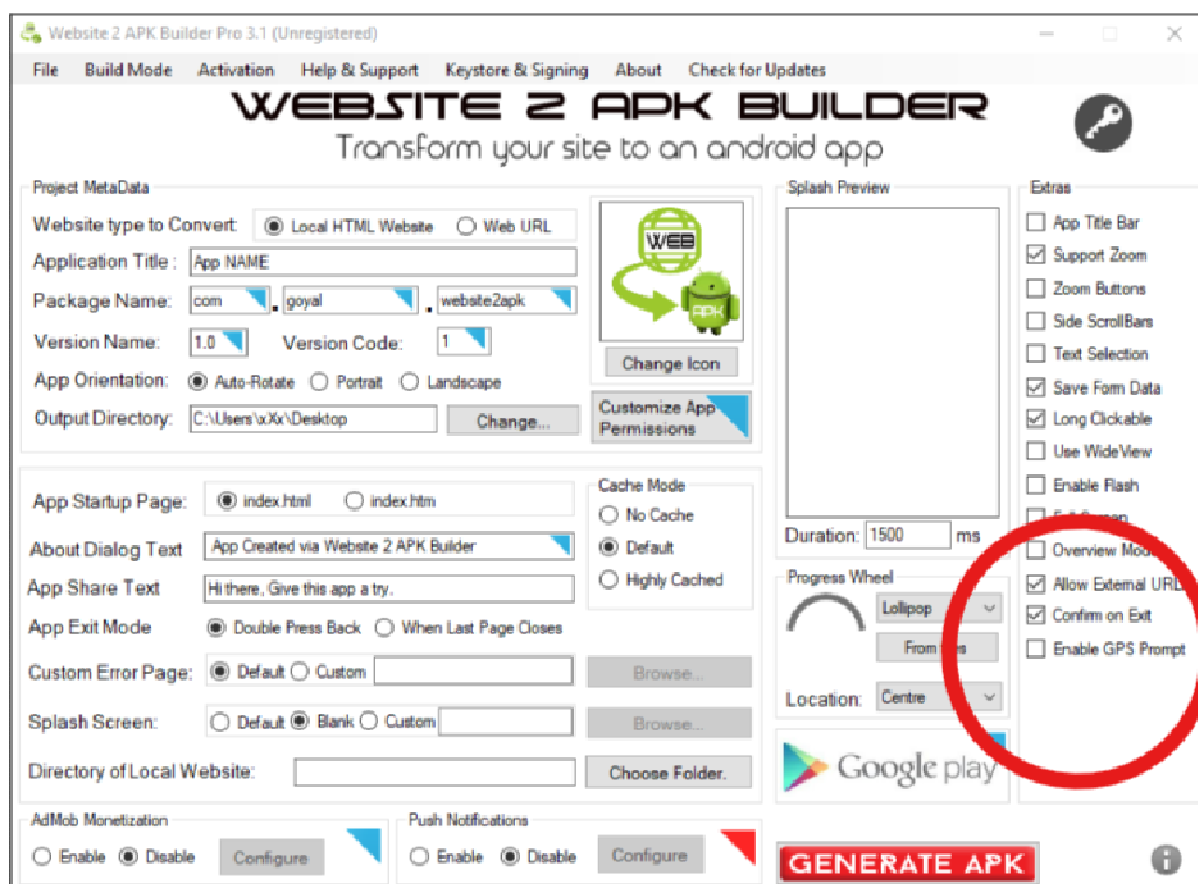 Website 2 APK Builder Pro 3.1 (Unregistered)
File Build Mode Activation Help & Support Keystore & Signing About Check for Updates
WEBSITE 2 APK BUILDER
Transform your site to an android app
Project MetaData
Website type to Convert Local HTML Website Web URL
Application Title : App NAME
Package Name: com . goyal . website2apk
Version Name: 1.0 Version Code: 1
App Orientation: Auto-Rotate Portrait Landscape
Output Directory: C:\Users\xXx\Desktop Change...
WEB
APK
Change Icon
Customize App
Permissions
App Startup Page: index.html index.htm
About Dialog Text App Created via Website 2 APK Builder
App Share Text Hi there, Give this app a try.
App Exit Mode Double Press Back When Last Page Closes
Custom Error Page: Default Custom Browse...
Splash Screen: Default Blank Custom Browse...
Directory of Local Website: Choose Folder.
Cache Mode
No Cache
Default
Highly Cached
AdMob Monetization
Enable Disable Configure
Push Notifications
Enable Disable Configure
Splash Preview
Duration: 1500 ms
Progress Wheel
Lollipop
From
Location: Centre
Google play
GENERATE APK
Extras
App Title Bar
Support Zoom
Zoom Buttons
Side ScrollBars
Text Selection
Save Form Data
Long Clickable
Use WideView
Enable Flash
Overview Mod
Allow External URL
Confirm on Exit
Enable GPS Prompt